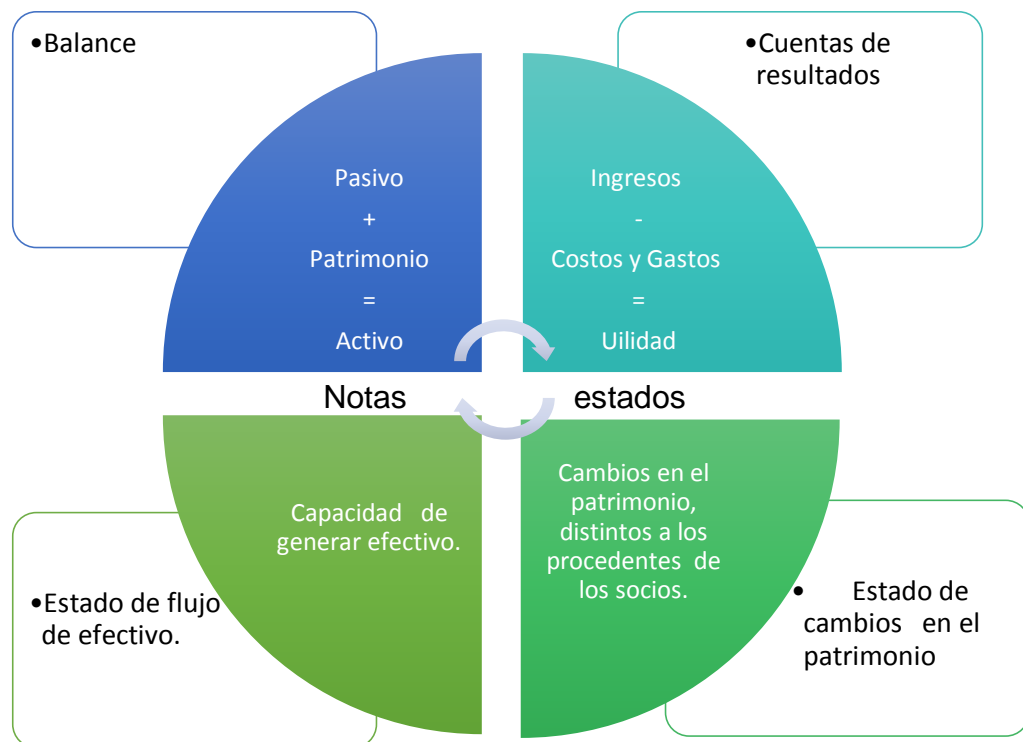 •Balance
Pasivo
+
Patrimonio
=
Activo
•Cuentas de
resultados
Ingresos
-
Costos y Gastos
=
Uilidad
Notas estados
Capacidad de
generar efectivo.
•Estado de flujo
de efectivo.
Cambios en el
patrimonio,
distintos a los
procedentes de
los socios.
• Estado de
cambios en el
patrimonio